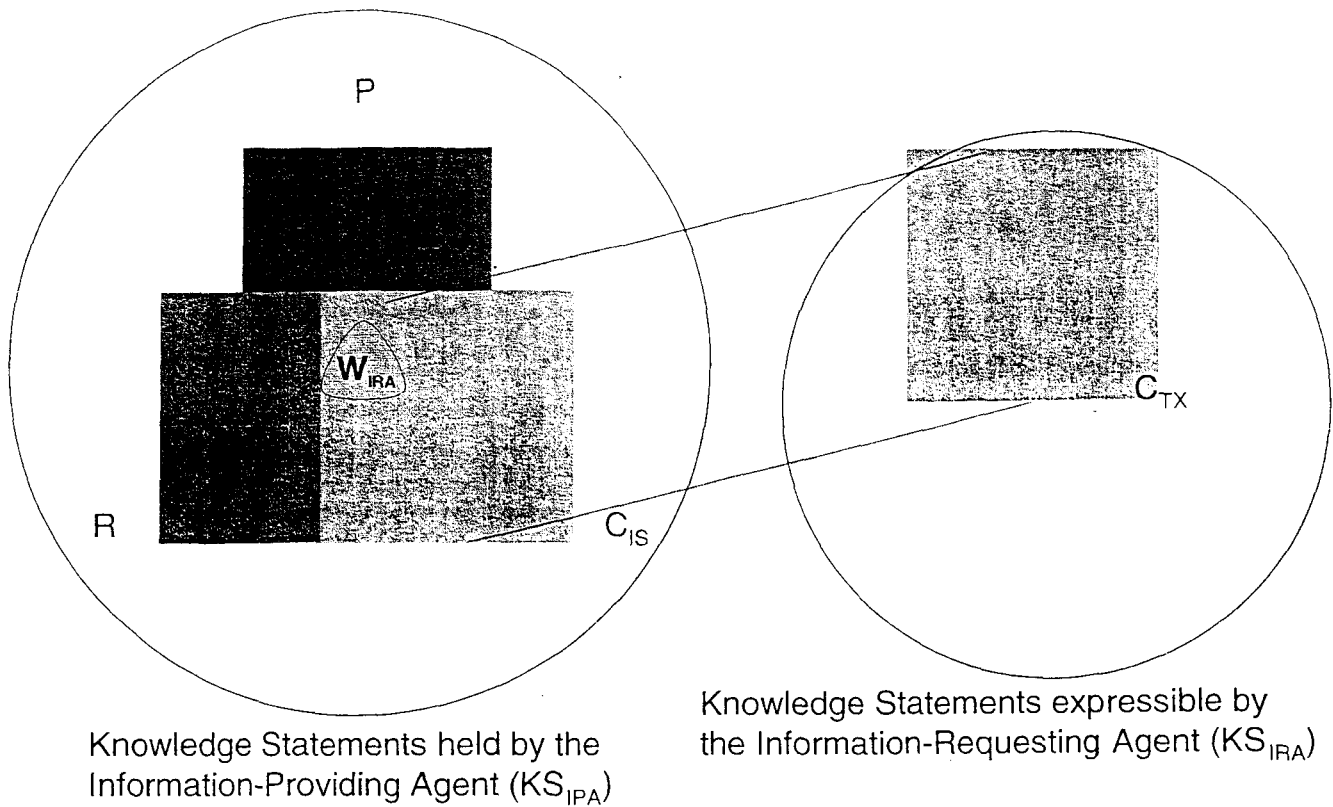 P
W_IRA
R
C_IS
C_TX
Knowledge Statements held by the
Information-Providing Agent (KS_IPA)
Knowledge Statements expressible by
the Information-Requesting Agent (KS_IRA)